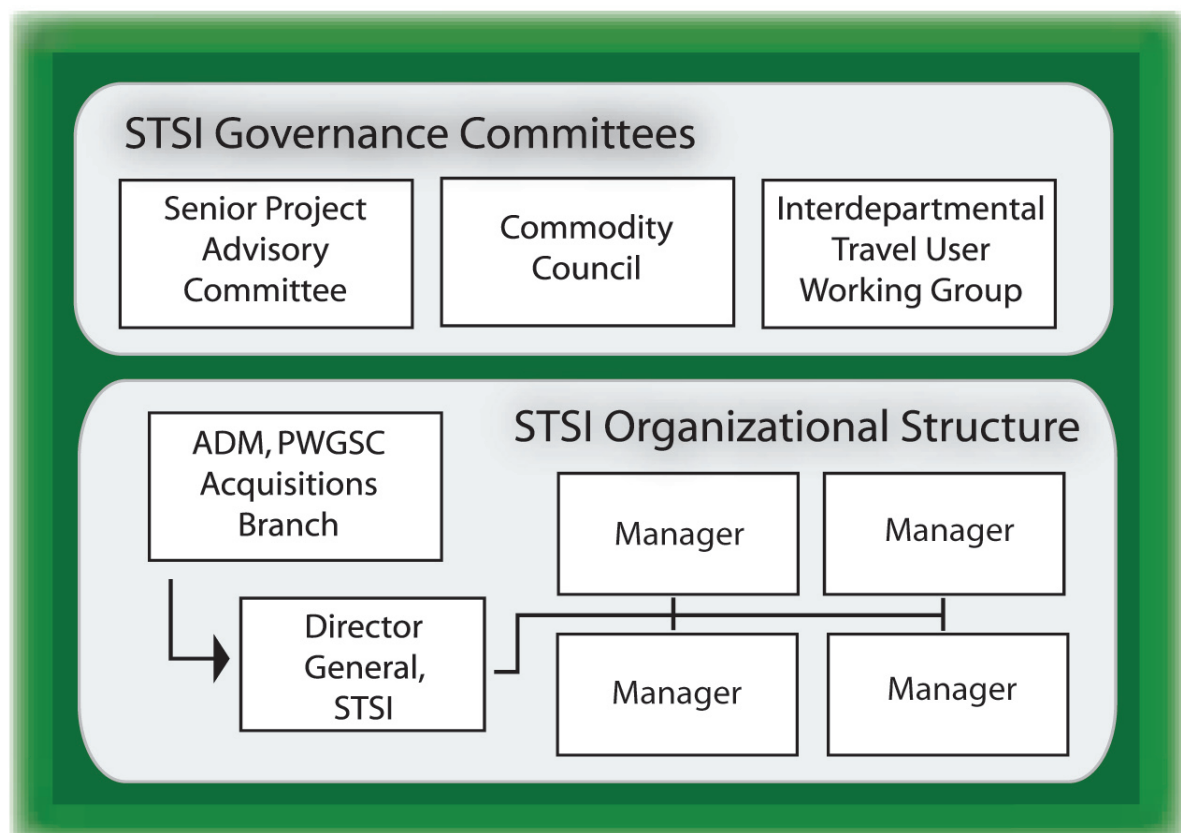 STSI Governance Committees
Senior Project
Advisory
Committee
Commodity
Council
Interdepartmental
Travel User
Working Group
STSI Organizational Structure
ADM, PWGSC
Acquisitions
Branch
Director
General,
STSI
Manager
Manager
Manager
Manager